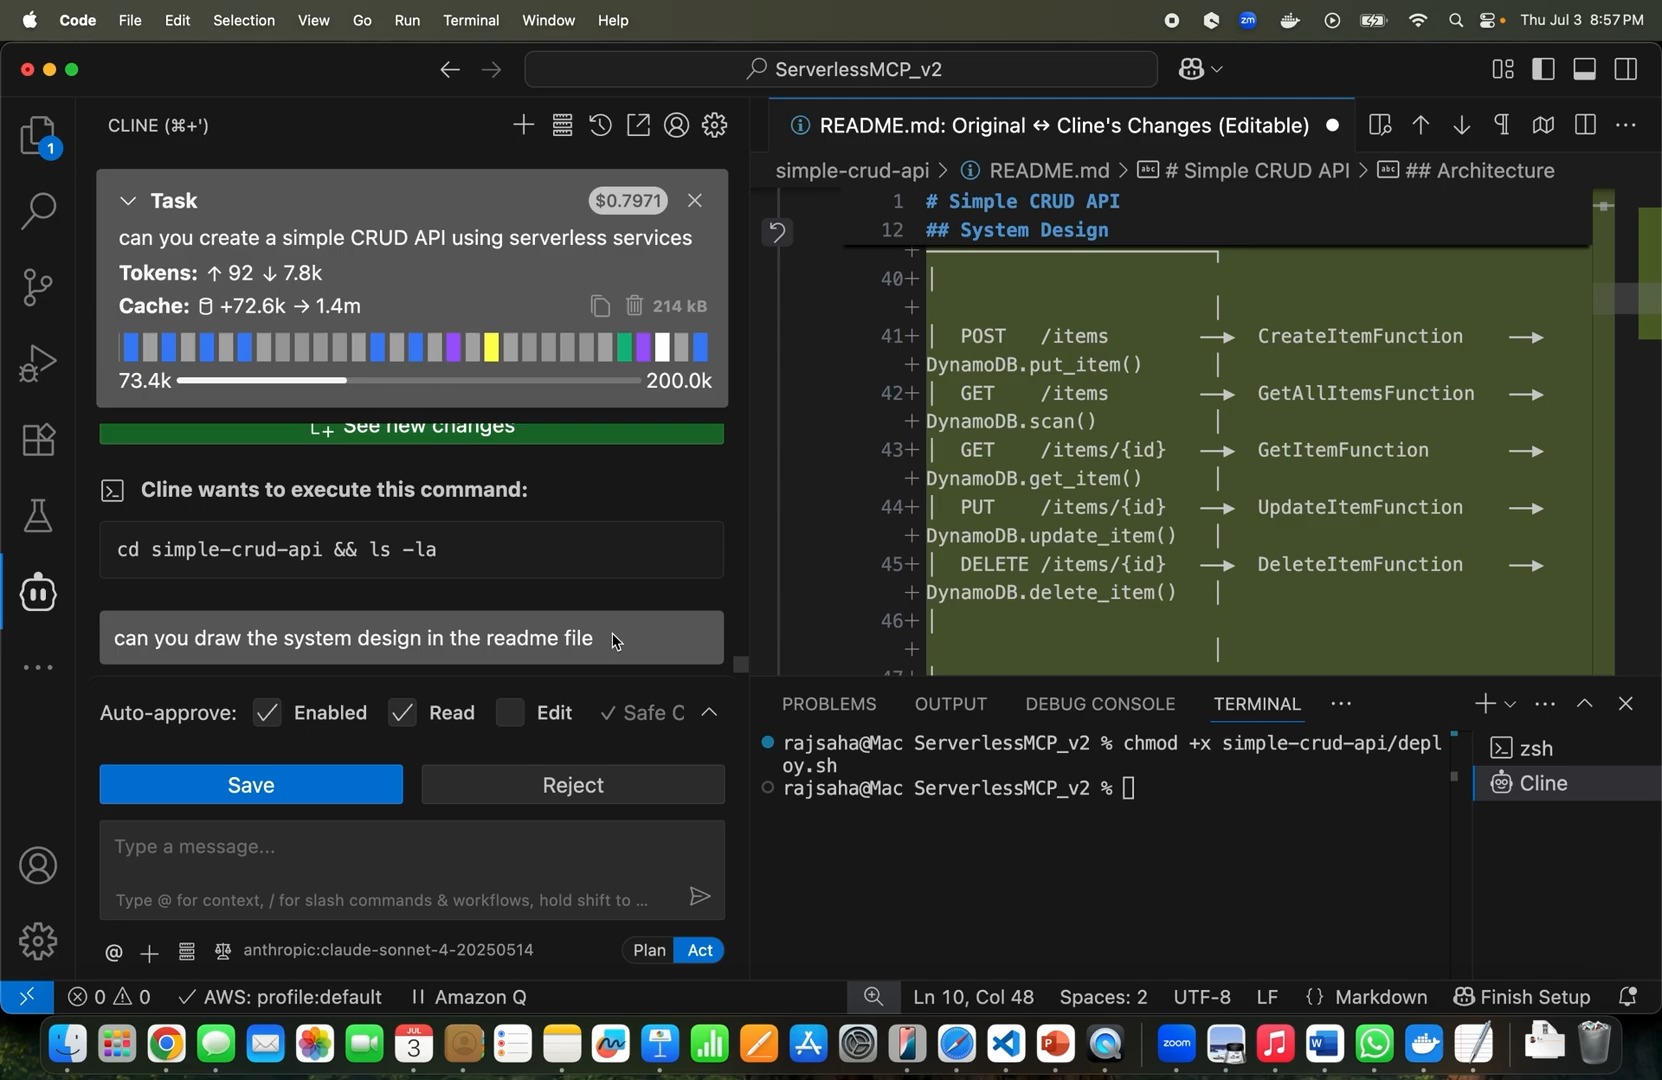 Code File Edit Selection View Go Run Terminal Window Help
zm Thu Jul 3 8:57 PM
ServerlessMCP_v2
CLINE (⌘+')
1
Task
$0.7971
can you create a simple CRUD API using serverless services
Tokens: ↑ 92 ↓ 7.8k
Cache: +72.6k → 1.4m
214 kB
73.4k 200.0k
See new changes
Cline wants to execute this command:
cd simple-crud-api && ls -la
can you draw the system design in the readme file
Auto-approve: Enabled Read Edit Safe C
Save Reject
Type a message...
Type @ for context, / for slash commands & workflows, hold shift to ...
@ + anthropic:claude-sonnet-4-20250514 Plan Act
README.md: Original ↔ Cline's Changes (Editable)
simple-crud-api > README.md > # Simple CRUD API > ## Architecture
1 # Simple CRUD API
12 ## System Design
+
40+ │
+ │
41+ │ POST /items → CreateItemFunction →
+ DynamoDB.put_item() │
42+ │ GET /items → GetAllItemsFunction →
+ DynamoDB.scan() │
43+ │ GET /items/{id} → GetItemFunction →
+ DynamoDB.get_item() │
44+ │ PUT /items/{id} → UpdateItemFunction →
+ DynamoDB.update_item() │
45+ │ DELETE /items/{id} → DeleteItemFunction →
+ DynamoDB.delete_item() │
46+ │
+ │
47+
PROBLEMS OUTPUT DEBUG CONSOLE TERMINAL
rajsaha@Mac ServerlessMCP_v2 % chmod +x simple-crud-api/depl
oy.sh
rajsaha@Mac ServerlessMCP_v2 %
zsh
Cline
0 0 AWS: profile:default Amazon Q
Ln 10, Col 48 Spaces: 2 UTF-8 LF {} Markdown Finish Setup
JUL
3
zoom